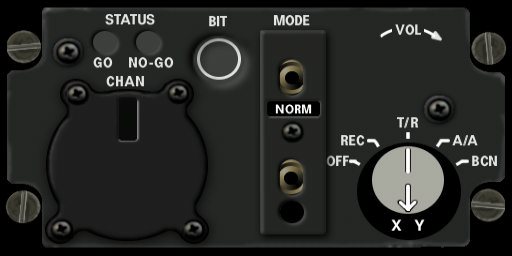 STATUS
BIT
MODE
VOL
GO
NO-GO
CHAN
NORM
T/R
REC
A/A
OFF
BCN
X Y